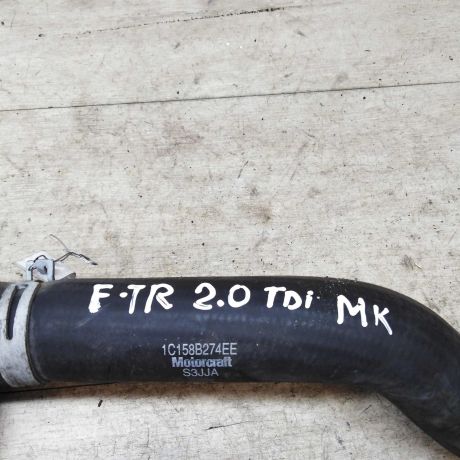 F-TR 2.0 TDi MK
1C158B274EE
Motorcraft
S3JJA